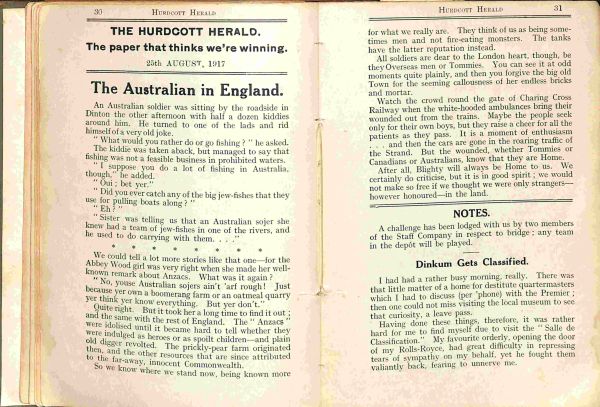 30 HURDCOTT HERALD
THE HURDCOTT HERALD.
The paper that thinks we're winning.
25th AUGUST, 1917
The Australian in England.
An Australian soldier was sitting by the roadside in
Dinton the other afternoon with half a dozen kiddies
around him. He turned to one of the lads and rid
himself of a very old joke.
" What would you rather do or go fishing ? " he asked.
The kiddie was taken aback, but managed to say that
fishing was not a feasible business in prohibited waters.
" I suppose you do a lot of fishing in Australia,
though," he added.
" Oui ; bet yer."
" Did you ever catch any of the big jew-fishes that they
use for pulling boats along ? "
" Eh ? "
" Sister was telling us that an Australian sojer she
knew had a team of jew-fishes in one of the rivers, and
he used to do carrying with them. . . ."
* * * * * * *
We could tell a lot more stories like that one—for the
Abbey Wood girl was very right when she made her well-
known remark about Anzacs. What was it again ?
" No, youse Australian sojers ain't 'arf rough! Just
because yer own a boomerang farm or an oatmeal quarry
yer think yer know everything. But yer don't."
Quite right. But it took her a long time to find it out ;
and the same with the rest of England. The " Anzacs "
were idolised until it became hard to tell whether they
were indulged as heroes or as spoilt children—and plain
old digger revolted. The prickly-pear farm originated
then, and the other resources that are since attributed
to the far-away, innocent Commonwealth.
So we know where we stand now, being known more
HURDCOTT HERALD 31
for what we really are. They think of us as being some-
times men and not fire-eating monsters. The tanks
have the latter reputation instead.
All soldiers are dear to the London heart, though, be
they Overseas men or Tommies. You can see it at odd
moments quite plainly, and then you forgive the big old
Town for the seeming callousness of her endless bricks
and mortar.
Watch the crowd round the gate of Charing Cross
Railway when the white-hooded ambulances bring their
wounded out from the trains. Maybe the people seek
only for their own boys, but they raise a cheer for all the
patients as they pass. It is a moment of enthusiasm
. . . and then the cars are gone in the roaring traffic of
the Strand. But the wounded, whether Tommies or
Canadians or Australians, know that they are Home.
After all, Blighty will always be Home to us. We
certainly do criticise, but it is in good spirit ; we would
not make so free if we thought we were only strangers—
however honoured—in the land.
NOTES.
A challenge has been lodged with us by two members
of the Staff Company in respect to bridge ; any team
in the depôt will be played.
Dinkum Gets Classified.
I had had a rather busy morning, really. There was
that little matter of a home for destitute quartermasters
which I had to discuss (per 'phone) with the Premier ;
then one could not miss visiting the local museum to see
that curiosity, a leave pass.
Having done these things, therefore, it was rather
hard for me to find myself due to visit the " Salle de
Classification." My favourite orderly, opening the door
of my Rolls-Royce, had great difficulty in repressing
tears of sympathy on my behalf, yet he fought them
valiantly back, fearing to unnerve me.